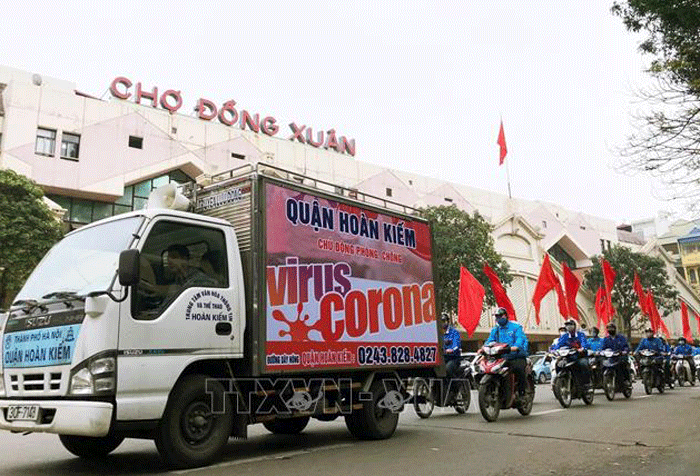 CHỢ ĐỒNG XUÂN
QUẬN HOÀN KIẾM
CHỦ ĐỘNG PHÒNG, CHỐNG
virus
corona
ĐƯỜNG DÂY NÓNG QUẬN HOÀN KIẾM: 0243.828.4827
TRUNG TÂM VĂN HÓA THÔNG TIN
VÀ THỂ THAO
Q. HOÀN KIẾM
ISUZU
THÀNH PHỐ HÀ NỘI
QUẬN HOÀN KIẾM
ISUZU
TTXVN - VNA